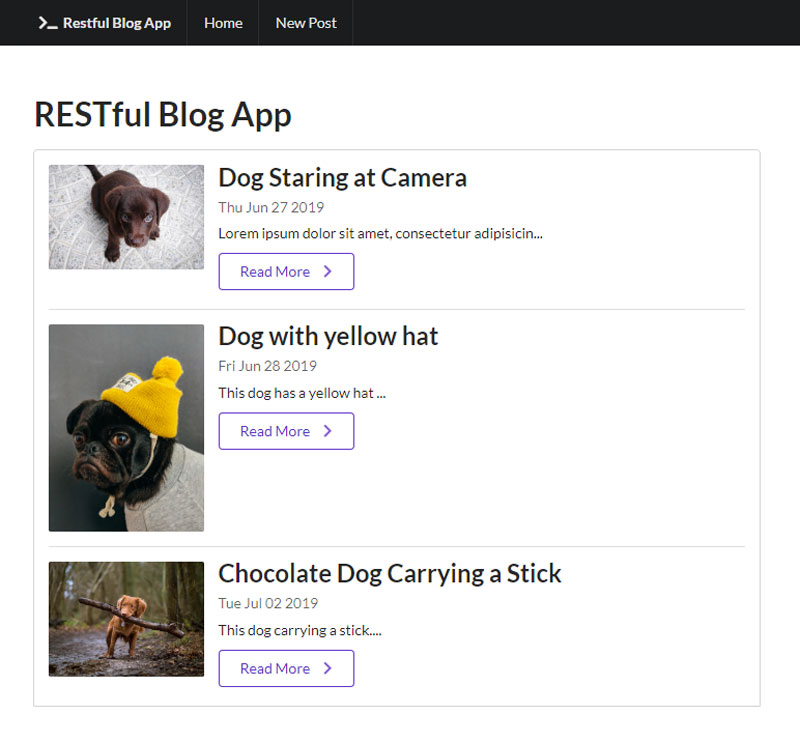 Restful Blog App Home New Post
RESTful Blog App
Dog Staring at Camera
Thu Jun 27 2019
Lorem ipsum dolor sit amet, consectetur adipisicin...
Read More
Dog with yellow hat
Fri Jun 28 2019
This dog has a yellow hat ...
Read More
Chocolate Dog Carrying a Stick
Tue Jul 02 2019
This dog carrying a stick....
Read More